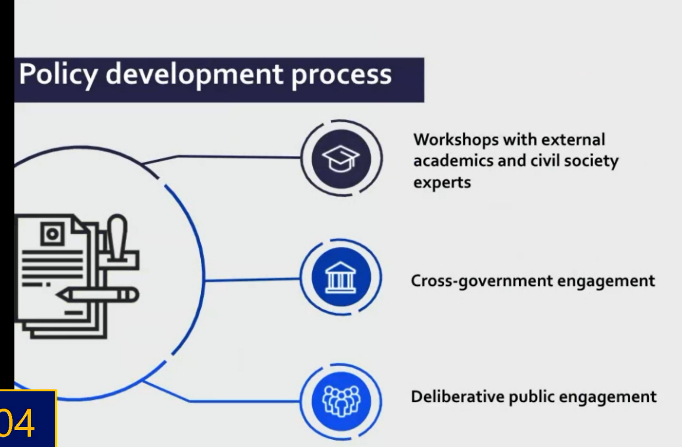 Policy development process
Workshops with external
academics and civil society
experts
Cross-government engagement
Deliberative public engagement
04